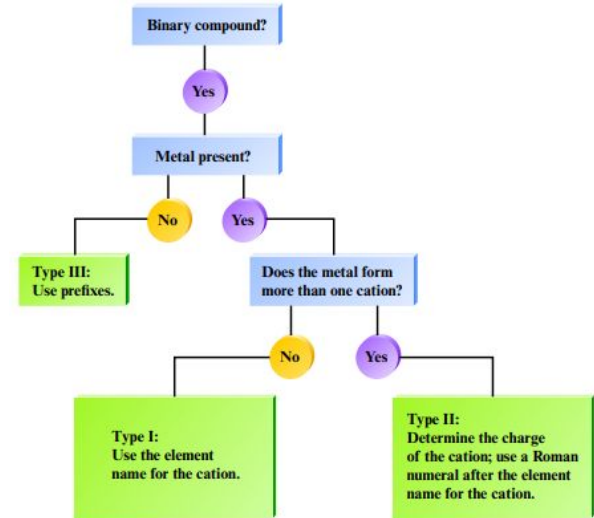 Binary compound?
Yes
Metal present?
No
Yes
Type III:
Use prefixes.
Does the metal form
more than one cation?
No
Yes
Type I:
Use the element
name for the cation.
Type II:
Determine the charge
of the cation; use a Roman
numeral after the element
name for the cation.